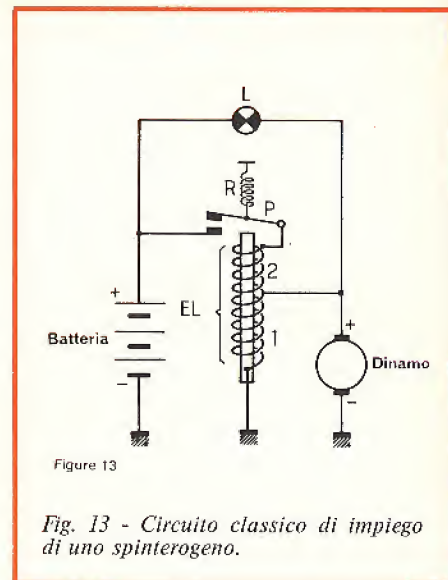 L
R
P
+
EL
2
1
+
Batteria
Dinamo
-
-
Figure 13
Fig. 13 - Circuito classico di impiego
di uno spinterogeno.